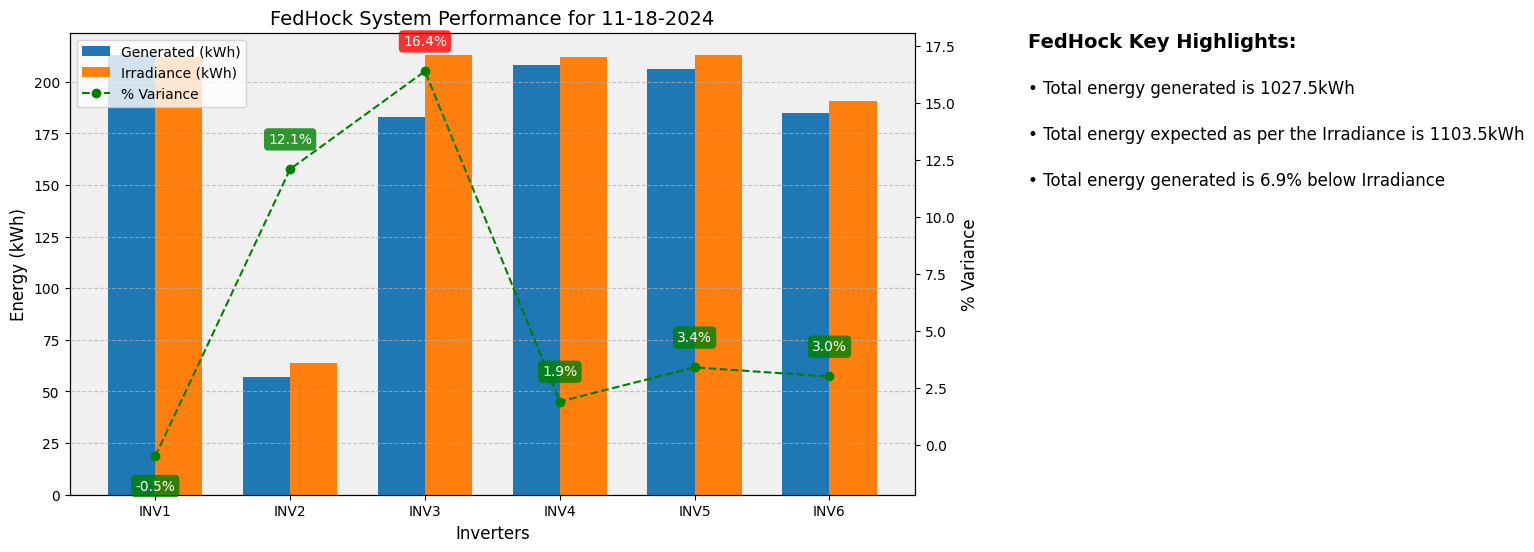 FedHock System Performance for 11-18-2024
Generated (kWh)
Irradiance (kWh)
% Variance
Energy (kWh)
200
175
150
125
100
75
50
25
0
-0.5%
12.1%
16.4%
1.9%
3.4%
3.0%
17.5
15.0
12.5
10.0
7.5
5.0
2.5
0.0
% Variance
INV1 INV2 INV3 INV4 INV5 INV6
Inverters
FedHock Key Highlights:
• Total energy generated is 1027.5kWh
• Total energy expected as per the Irradiance is 1103.5kWh
• Total energy generated is 6.9% below Irradiance